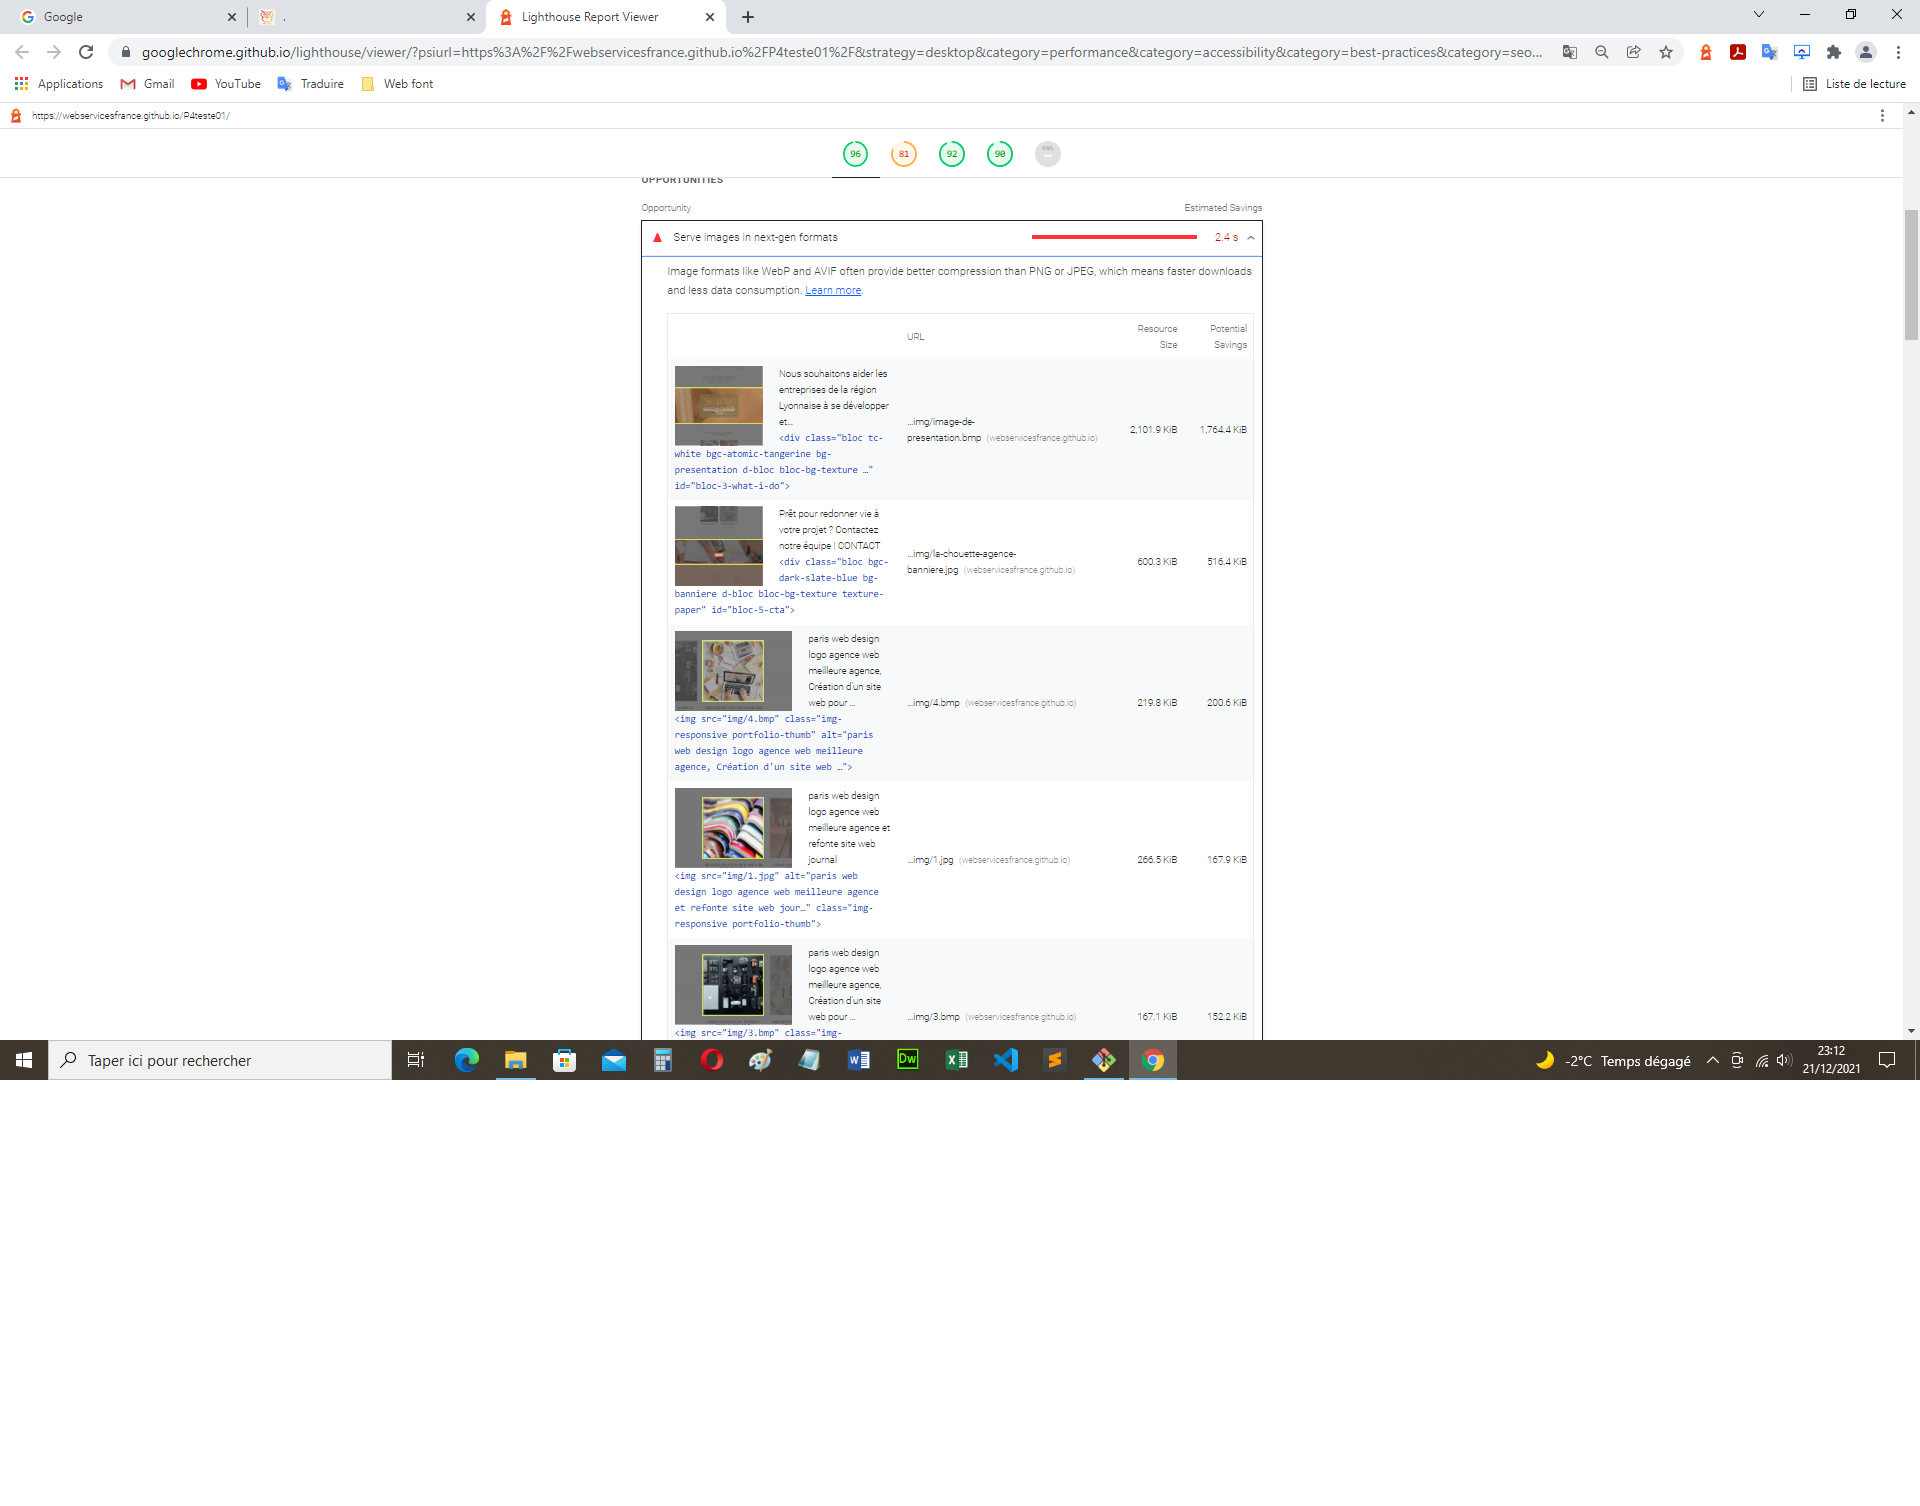 Google
.
Lighthouse Report Viewer
googlechrome.github.io/lighthouse/viewer/?psiurl=https%3A%2F%2Fwebservicesfrance.github.io%2FP4teste01%2F&strategy=desktop&category=performance&category=accessibility&category=best-practices&category=seo...
Applications
Gmail
YouTube
Traduire
Web font
Liste de lecture
https://webservicesfrance.github.io/P4teste01/
96 81 92 90
OPPORTUNITIES
Opportunity Estimated Savings
Serve images in next-gen formats 2.4 s
Image formats like WebP and AVIF often provide better compression than PNG or JPEG, which means faster downloads
and less data consumption. Learn more.
URL
Resource
Size
Potential
Savings
Nous souhaitons aider les
entreprises de la région
Lyonnaise à se développer
et…
<div class="bloc tc-
white bgc-atomic-tangerine bg-
presentation d-bloc bloc-bg-texture …"
id="bloc-3-what-i-do">
…img/image-de-
presentation.bmp (webservicesfrance.github.io)
2,101.9 KiB 1,764.4 KiB
Prêt pour redonner vie à
votre projet ? Contactez
notre équipe ! CONTACT
<div class="bloc bgc-
dark-slate-blue bg-
banniere d-bloc bloc-bg-texture texture-
paper" id="bloc-5-cta">
…img/la-chouette-agence-
banniere.jpg (webservicesfrance.github.io)
600.3 KiB 516.4 KiB
paris web design
logo agence web
meilleure agence,
Création d'un site
web pour …
<img src="img/4.bmp" class="img-
responsive portfolio-thumb" alt="paris
web design logo agence web meilleure
agence, Création d'un site web …">
…img/4.bmp (webservicesfrance.github.io)
219.8 KiB 200.6 KiB
paris web design
logo agence web
meilleure agence et
refonte site web
journal
<img src="img/1.jpg" alt="paris web
design logo agence web meilleure agence
et refonte site web jour…" class="img-
responsive portfolio-thumb">
…img/1.jpg (webservicesfrance.github.io)
266.5 KiB 167.9 KiB
paris web design
logo agence web
meilleure agence,
Création d'un site
web pour …
<img src="img/3.bmp" class="img-
…img/3.bmp (webservicesfrance.github.io)
167.1 KiB 152.2 KiB
Taper ici pour rechercher
Dw
-2°C Temps dégagé
23:12
21/12/2021